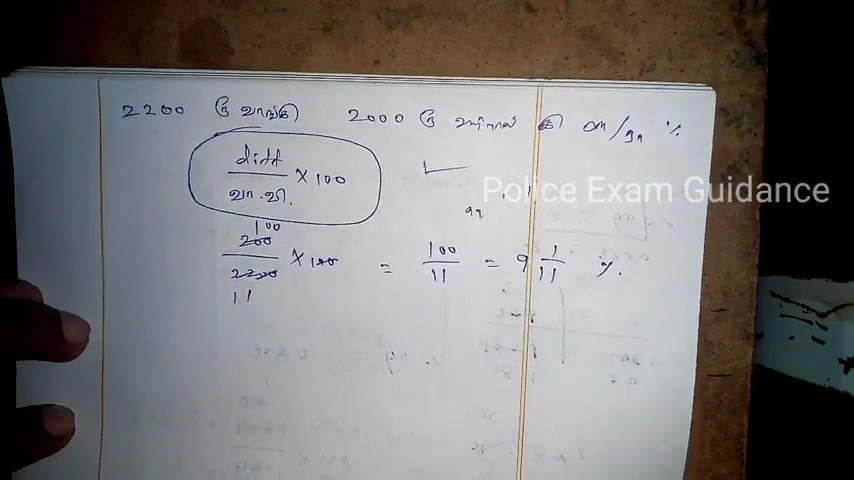 2200 ரூ வாங்கி 2000 ரூ கி %
diff
வா.வி. × 100
Police Exam Guidance
100
200
2200 × 100 = 100/11 = 9 1/11 %.
11